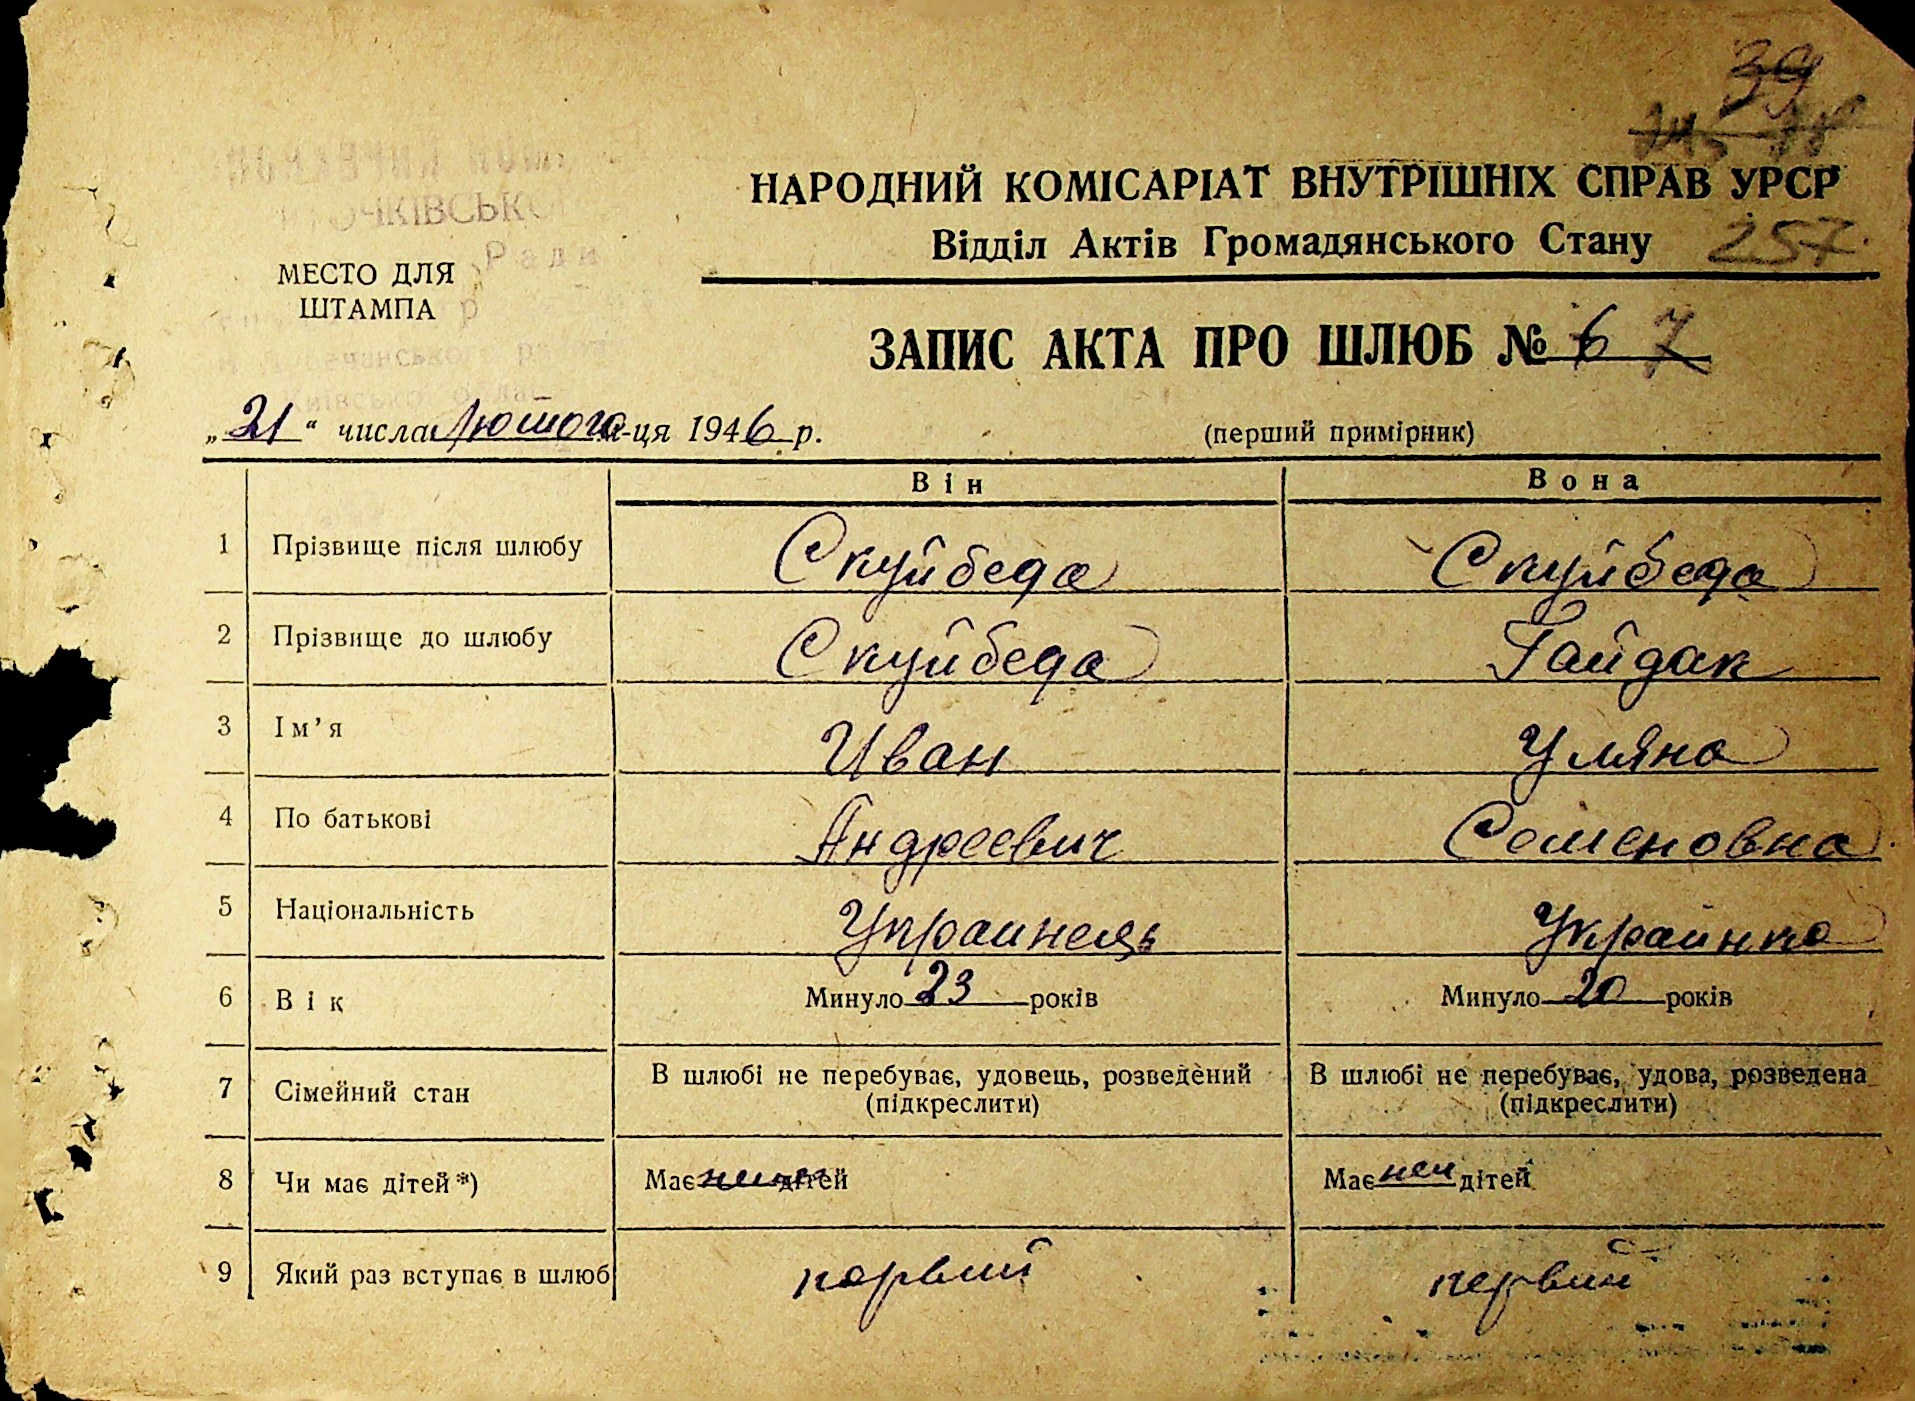 39
НАРОДНИЙ КОМІСАРІАТ ВНУТРІШНІХ СПРАВ УРСР
Відділ Актів Громадянського Стану 257
ОЧКІВСЬКО
Ради
МЕСТО ДЛЯ
ШТАМПА
ЗАПИС АКТА ПРО ШЛЮБ № 6 7
„21“ числа Лютого м-ця 1946 р.
(перший примірник)
Він Вона
1 Прізвище після шлюбу Скуйбеда Скуйбеда
2 Прізвище до шлюбу Скуйбеда Гайдак
3 Ім’я Иван Уляна
4 По батькові Андреевич Семеновна
5 Національність Украинець Украинка
6 Вік Минуло 23 років Минуло 20 років
7 Сімейний стан В шлюбі не перебуває, удовець, розведений В шлюбі не перебуває, удова, розведена
(підкреслити) (підкреслити)
8 Чи має дітей*) Має дітей Має дітей
9 Який раз вступає в шлюб первий первий